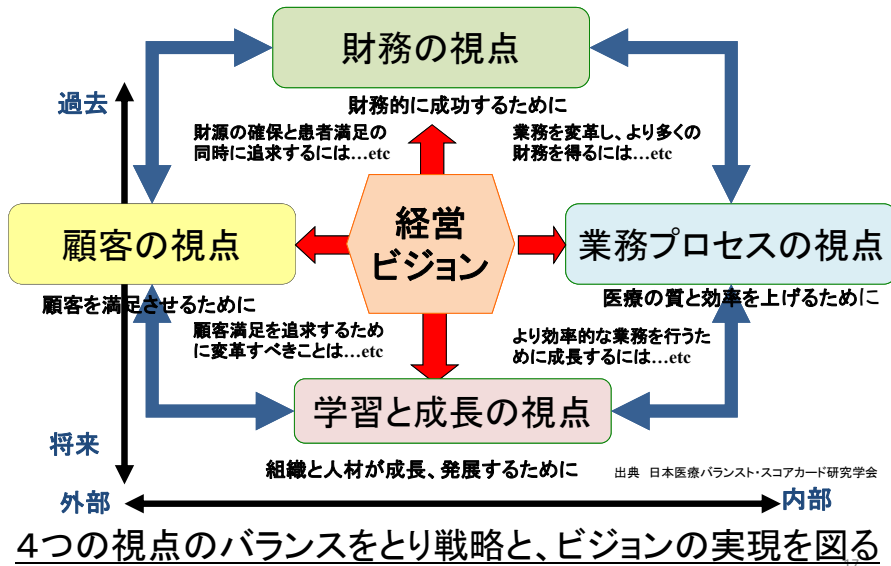 財務の視点
過去
財務的に成功するために
財源の確保と患者満足の
同時に追求するには…etc
業務を変革し、より多くの
財務を得るには…etc
顧客の視点
経営
ビジョン
業務プロセスの視点
顧客を満足させるために
医療の質と効率を上げるために
顧客満足を追求するため
に変革すべきことは…etc
より効率的な業務を行うた
めに成長するには…etc
学習と成長の視点
将来
組織と人材が成長、発展するために
出典 日本医療バランスト・スコアカード研究学会
外部
内部
４つの視点のバランスをとり戦略と、ビジョンの実現を図る